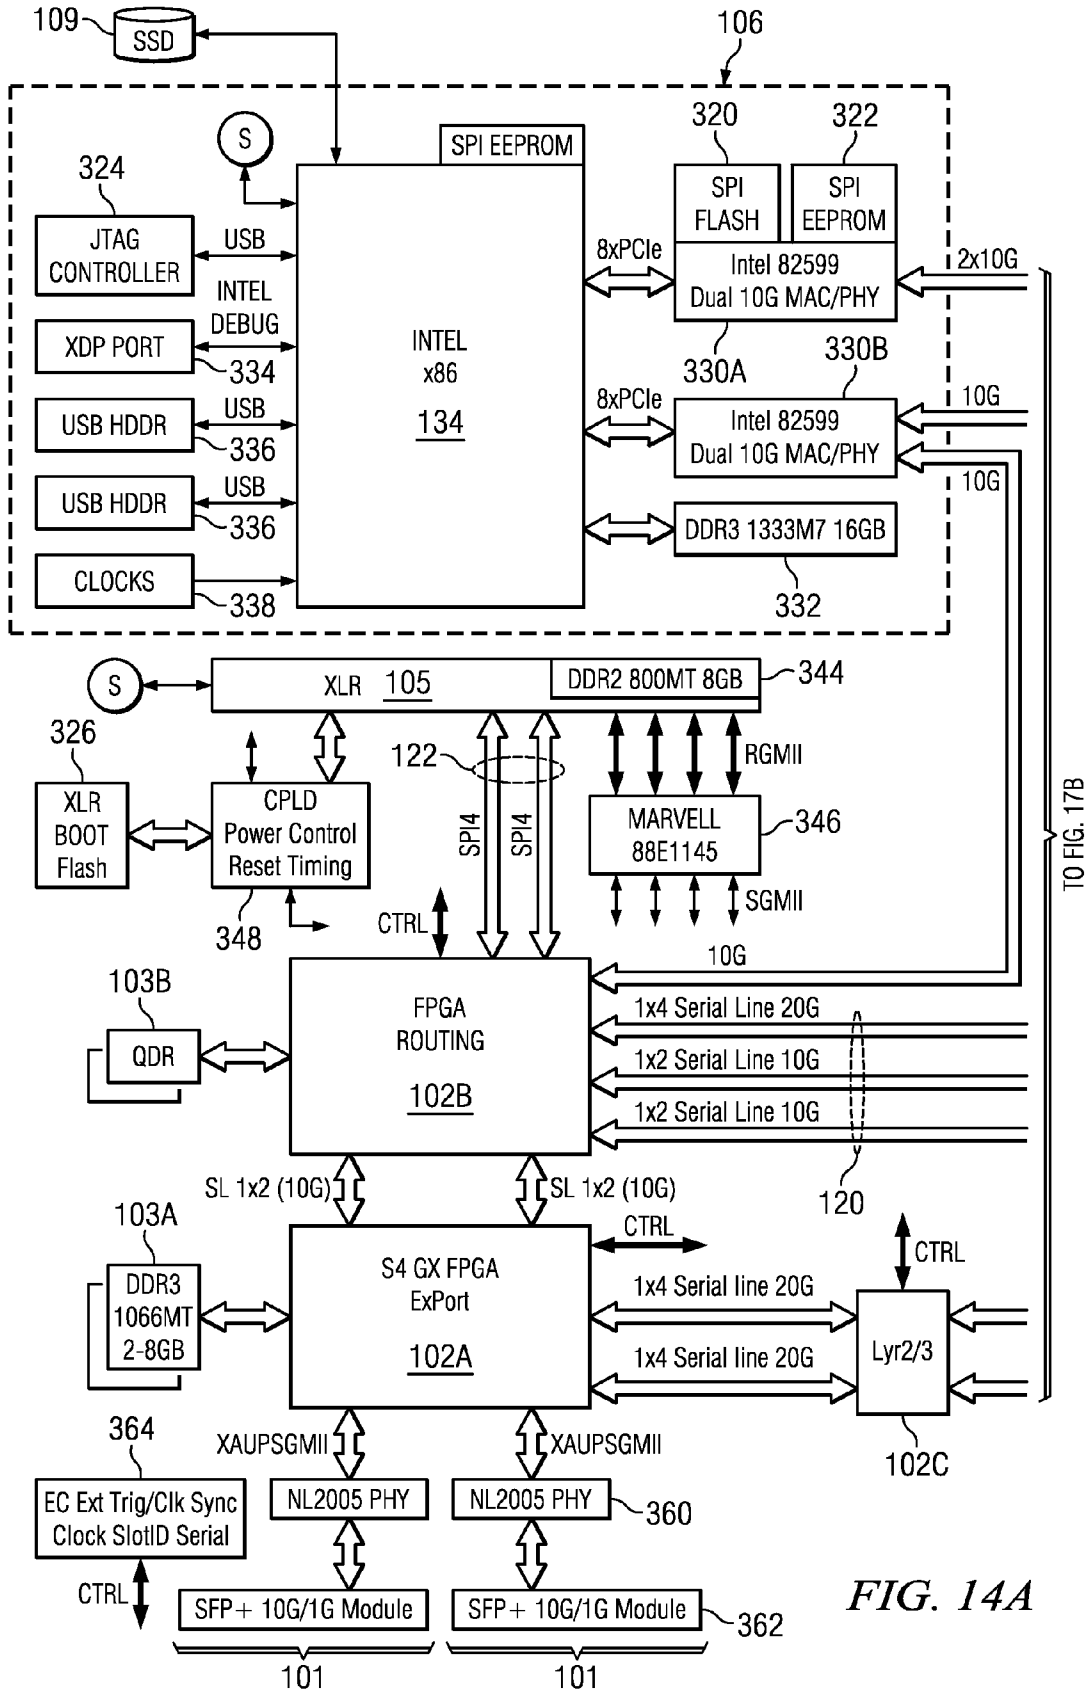 109
SSD
106
S
SPI EEPROM
320
322
324
SPI
FLASH
SPI
EEPROM
JTAG
CONTROLLER
USB
8xPCIe
Intel 82599
Dual 10G MAC/PHY
2x10G
INTEL
DEBUG
XDP PORT
334
INTEL
x86
134
330A
330B
USB HDDR
USB
336
8xPCIe
Intel 82599
Dual 10G MAC/PHY
10G
10G
USB HDDR
USB
336
DDR3 1333M7 16GB
332
CLOCKS
338
S
XLR 105
DDR2 800MT 8GB
344
326
122
RGMII
XLR
BOOT
Flash
CPLD
Power Control
Reset Timing
348
SPI4
SPI4
MARVELL
88E1145
346
SGMII
TO FIG. 17B
CTRL
10G
103B
QDR
FPGA
ROUTING
102B
1x4 Serial Line 20G
1x2 Serial Line 10G
1x2 Serial Line 10G
120
SL 1x2 (10G)
SL 1x2 (10G)
103A
DDR3
1066MT
2-8GB
S4 GX FPGA
ExPort
102A
CTRL
CTRL
1x4 Serial line 20G
1x4 Serial line 20G
Lyr2/3
102C
364
XAUPSGMII
XAUPSGMII
EC Ext Trig/Clk Sync
Clock SlotID Serial
NL2005 PHY
NL2005 PHY
360
CTRL
SFP+ 10G/1G Module
SFP+ 10G/1G Module
362
101
101
FIG. 14A